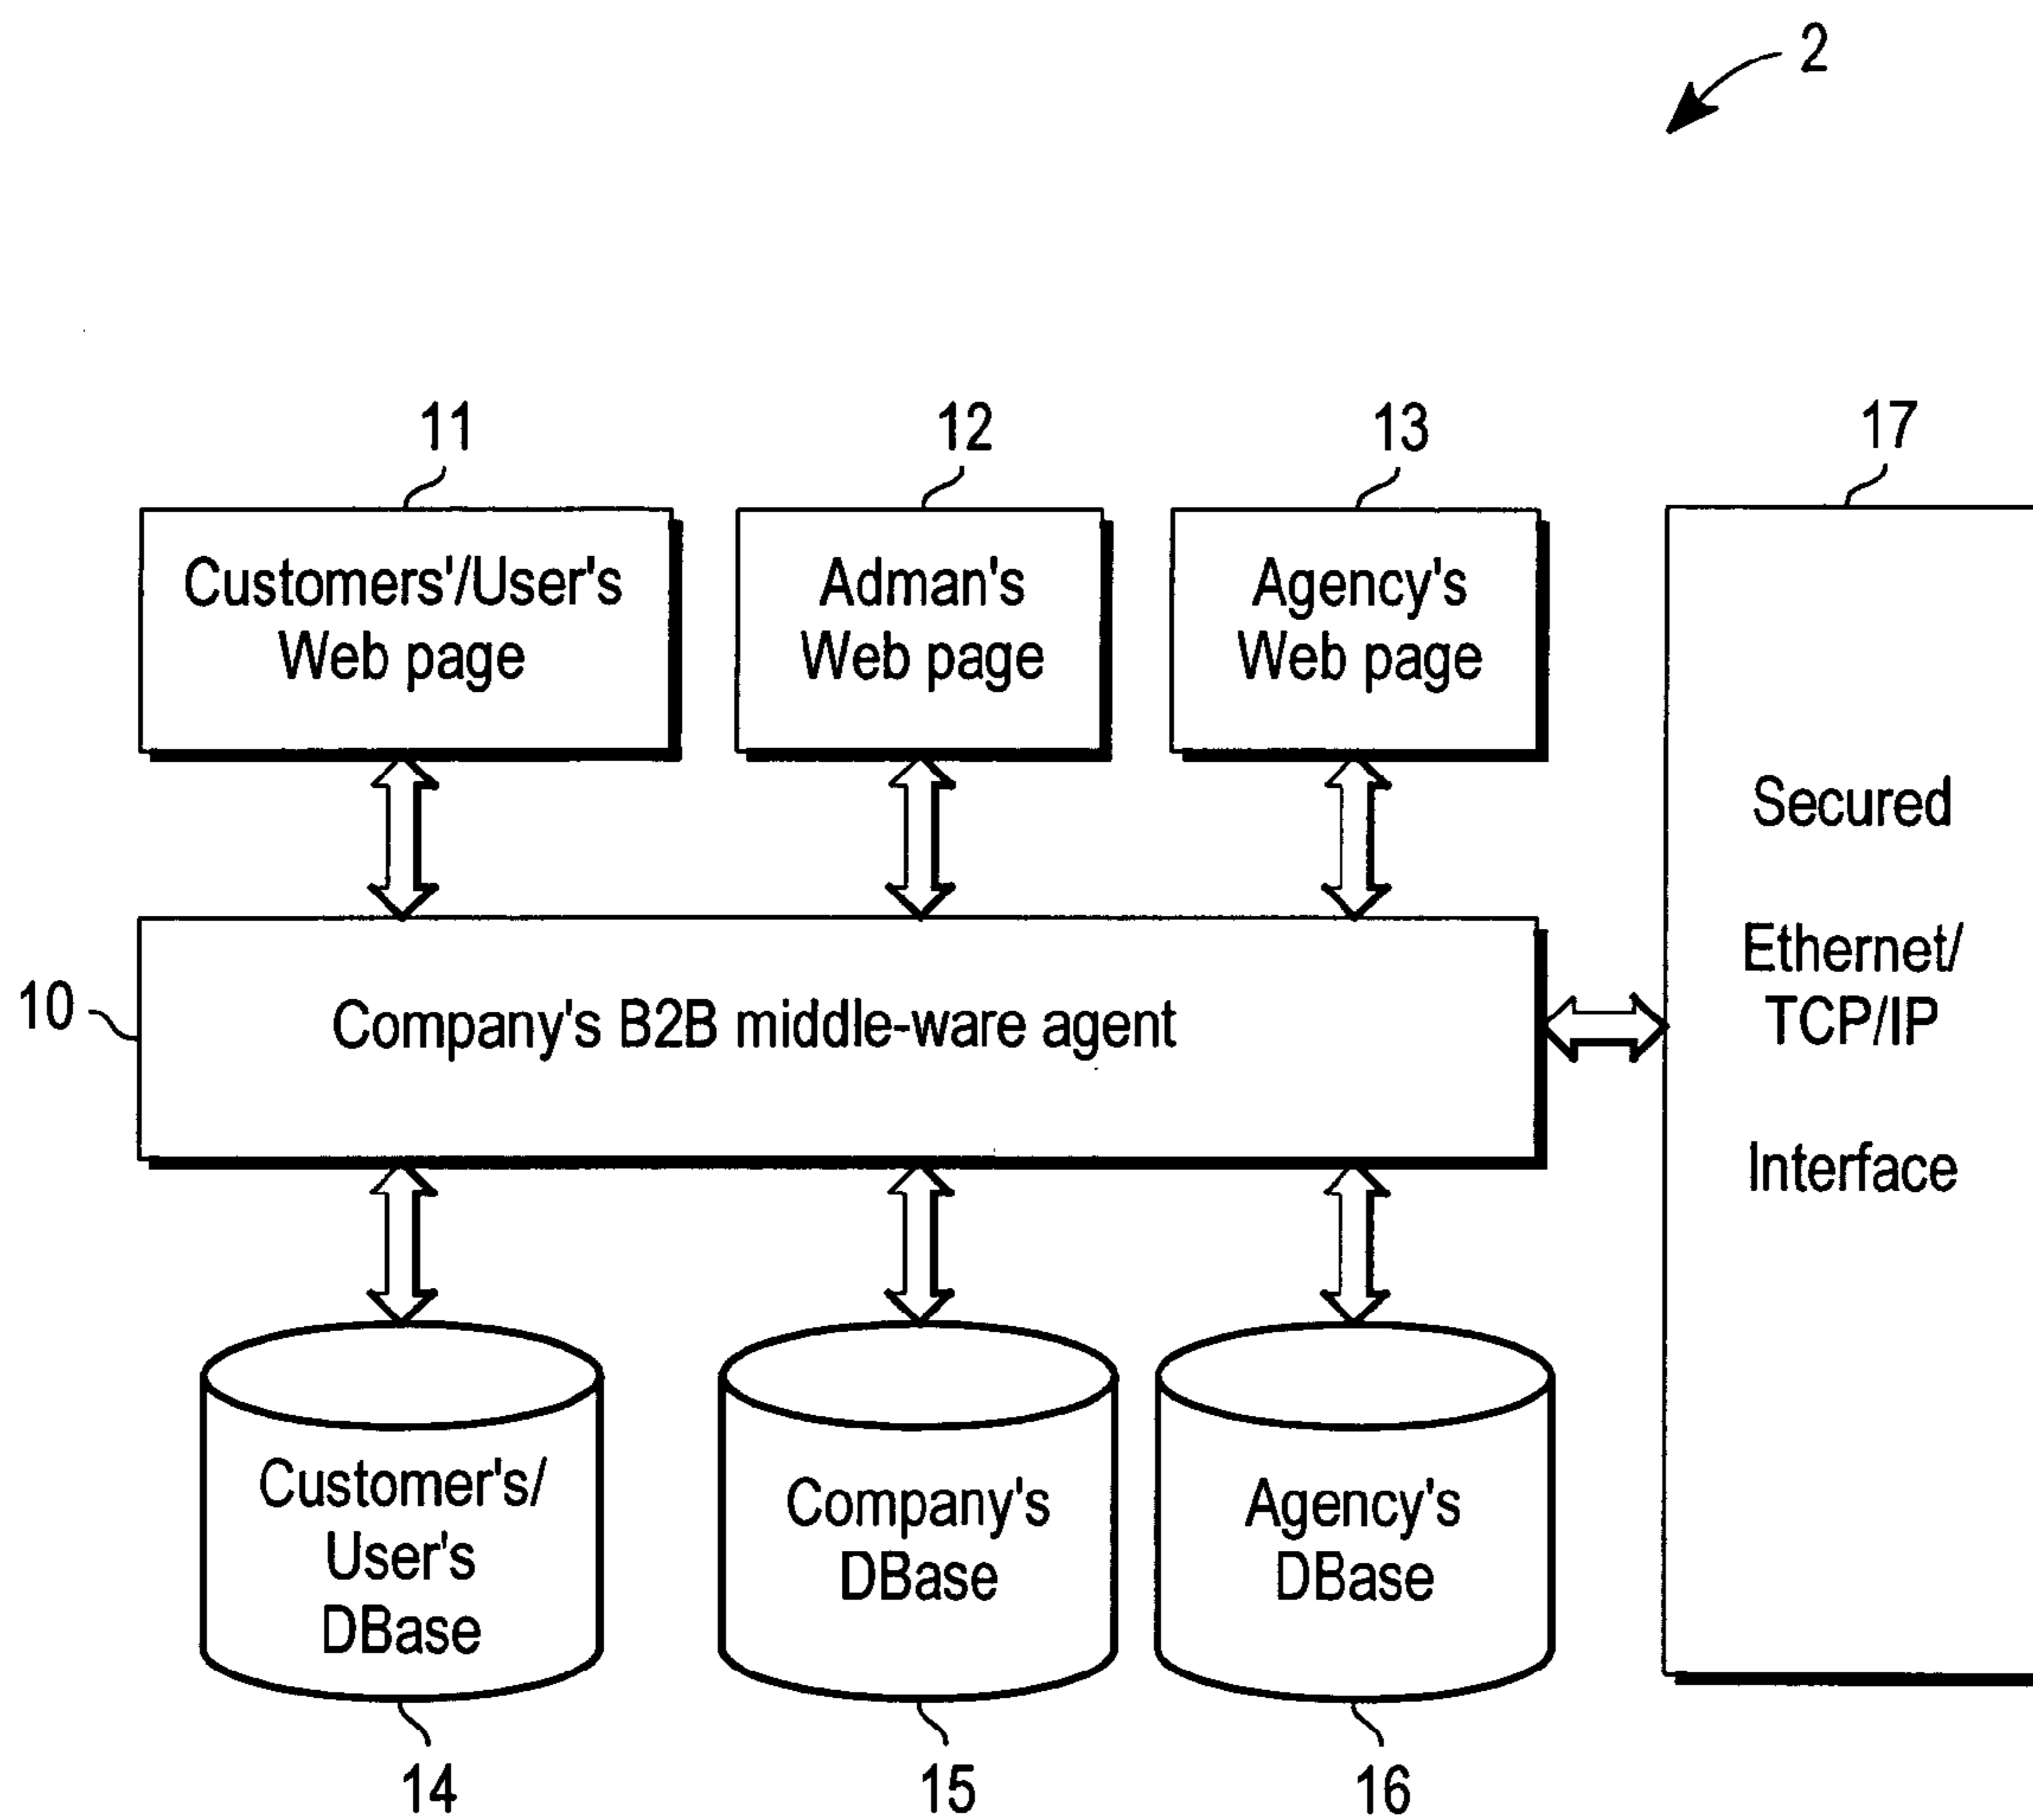 2
11
12
13
17
Customers'/User's
Web page
Adman's
Web page
Agency's
Web page
Secured
Ethernet/
TCP/IP
Interface
10
Company's B2B middle-ware agent
Customer's/
User's
DBase
Company's
DBase
Agency's
DBase
14
15
16